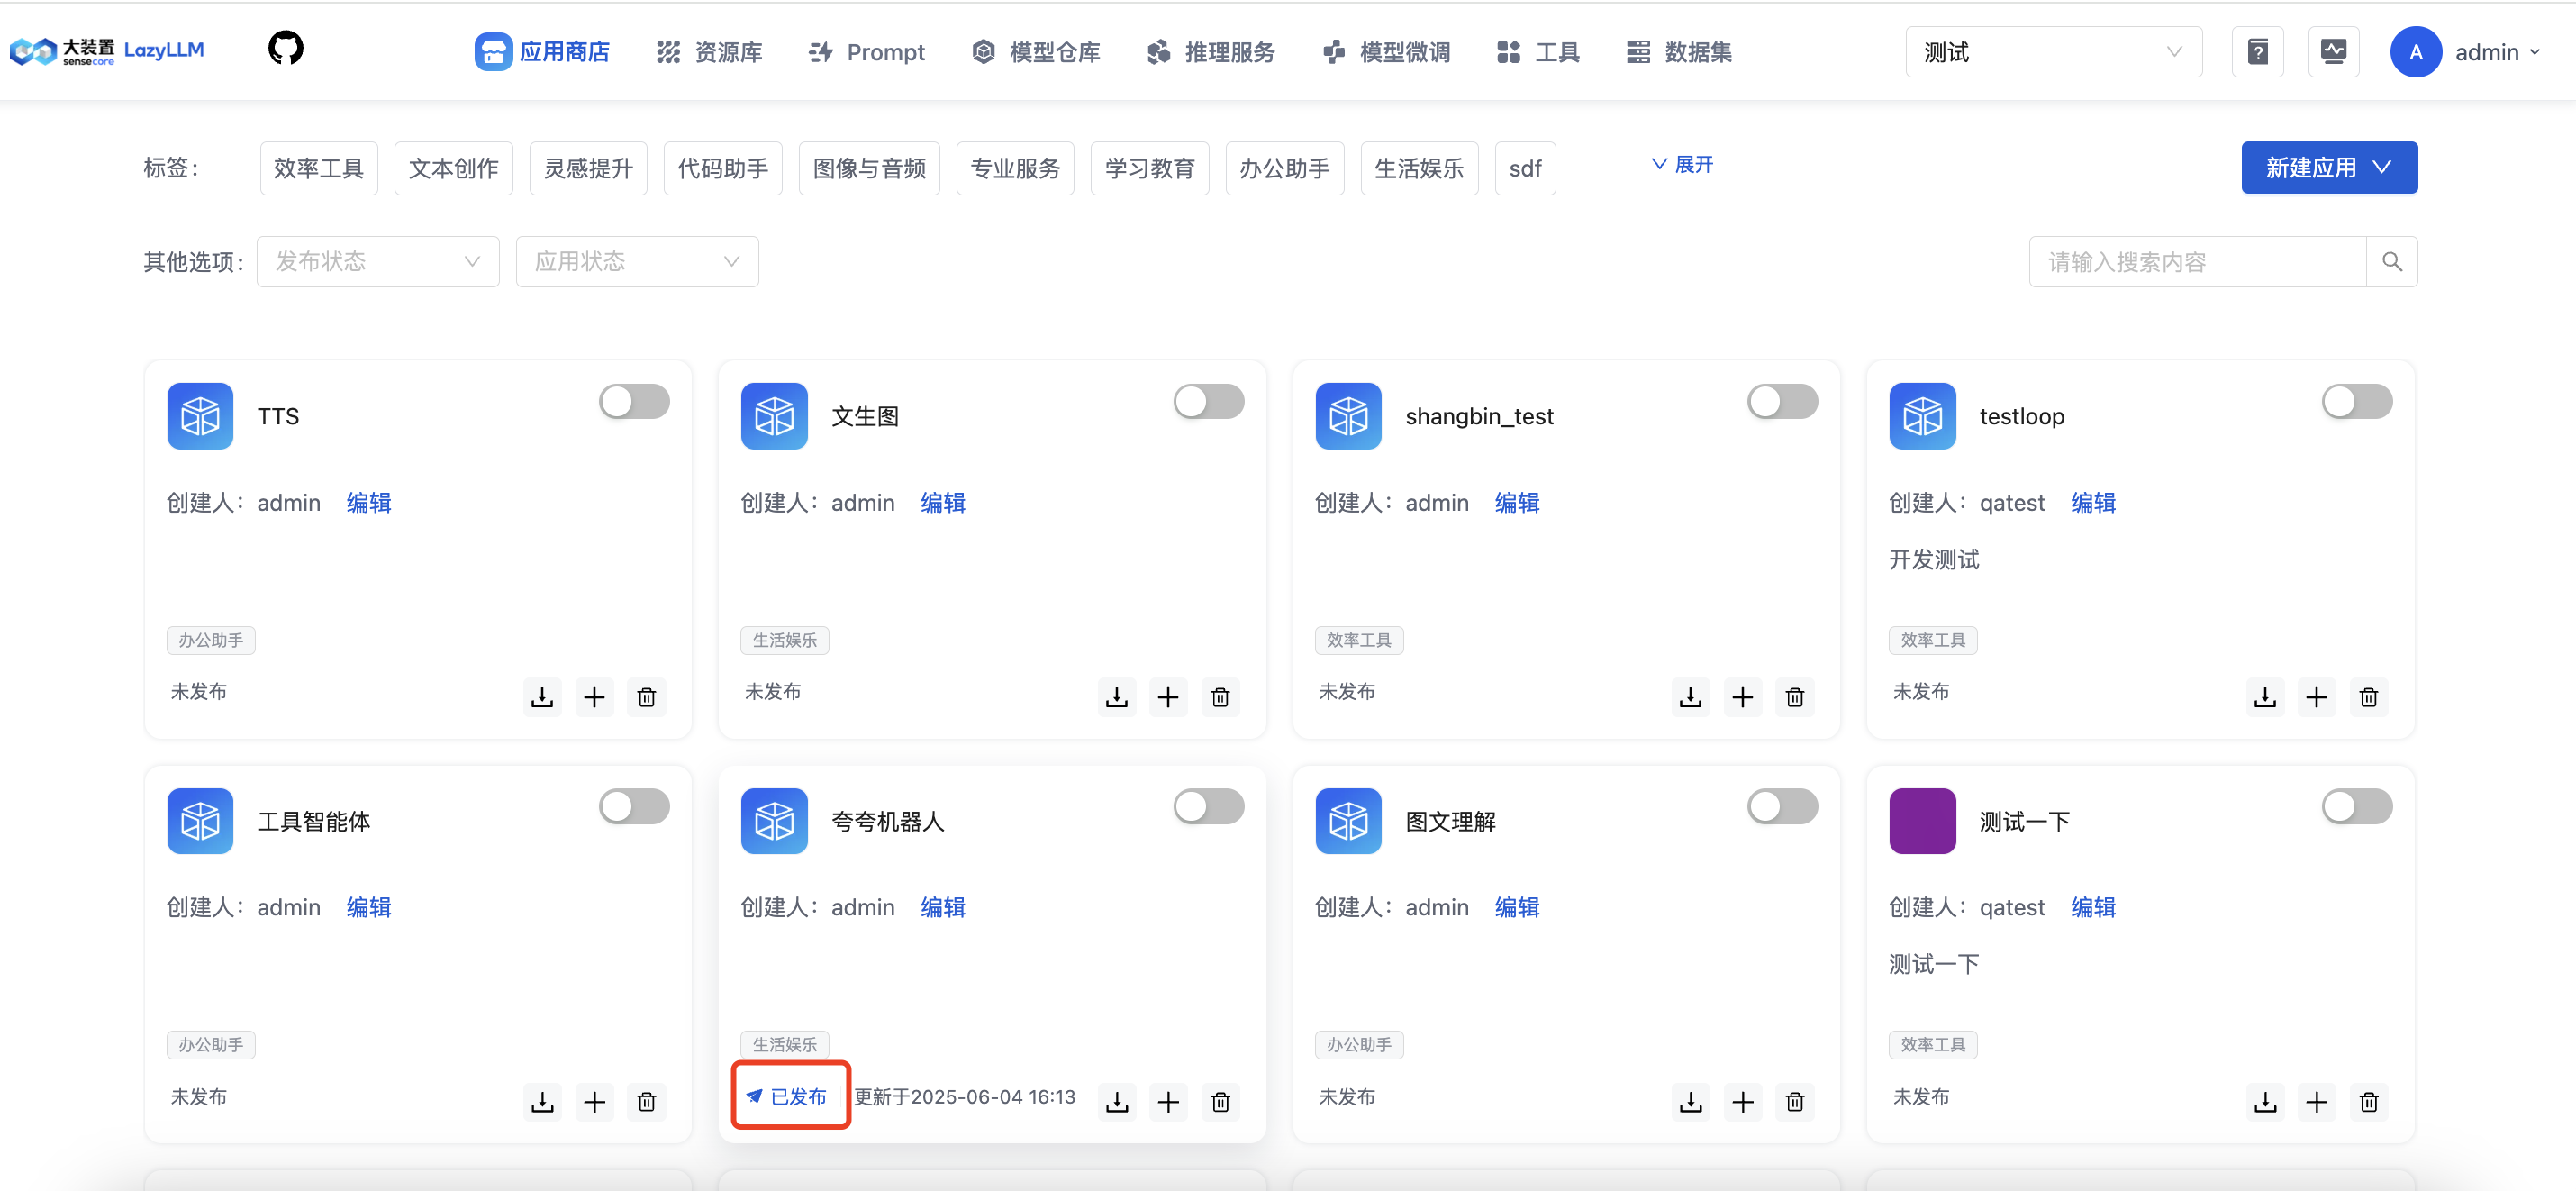 大装置 sensecore LazyLLM 应用商店 资源库 Prompt 模型仓库 推理服务 模型微调 工具 数据集 测试 A admin
标签： 效率工具 文本创作 灵感提升 代码助手 图像与音频 专业服务 学习教育 办公助手 生活娱乐 sdf 展开 新建应用
其他选项： 发布状态 应用状态 请输入搜索内容
TTS
创建人： admin 编辑
办公助手
未发布
文生图
创建人： admin 编辑
生活娱乐
未发布
shangbin_test
创建人： admin 编辑
效率工具
未发布
testloop
创建人： qatest 编辑
开发测试
效率工具
未发布
工具智能体
创建人： admin 编辑
办公助手
未发布
夸夸机器人
创建人： admin 编辑
生活娱乐
已发布 更新于2025-06-04 16:13
图文理解
创建人： admin 编辑
办公助手
未发布
测试一下
创建人： qatest 编辑
测试一下
效率工具
未发布